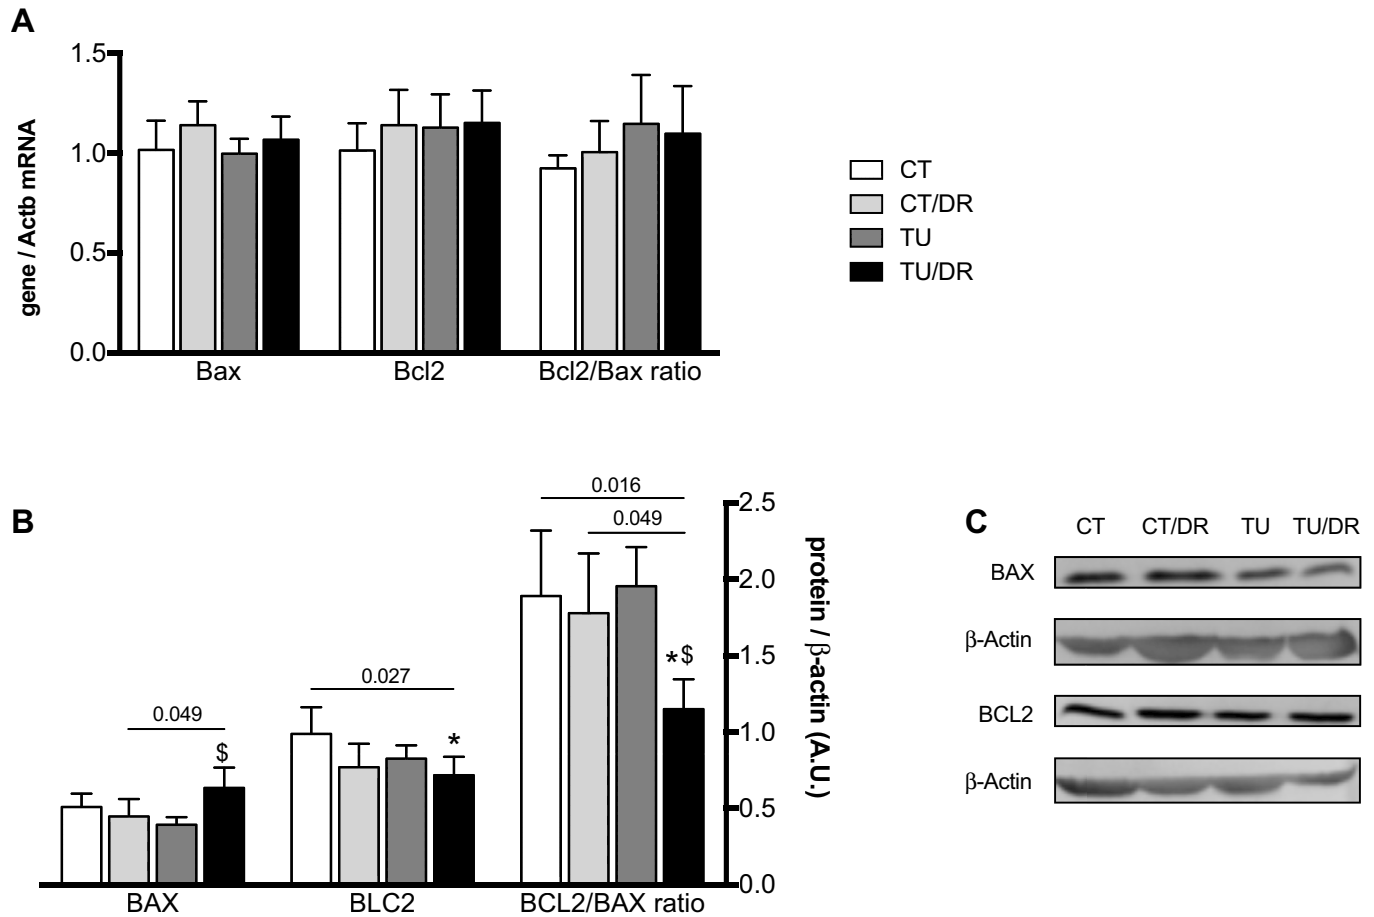 A
1.5
1.0
0.5
0.0
gene / Actb mRNA
Bax
Bcl2
Bcl2/Bax ratio
CT
CT/DR
TU
TU/DR
B
0.049
$
0.027
*
0.016
0.049
*$
2.5
2.0
1.5
1.0
0.5
0.0
protein / β-actin (A.U.)
BAX
BLC2
BCL2/BAX ratio
C
CT CT/DR TU TU/DR
BAX
β-Actin
BCL2
β-Actin